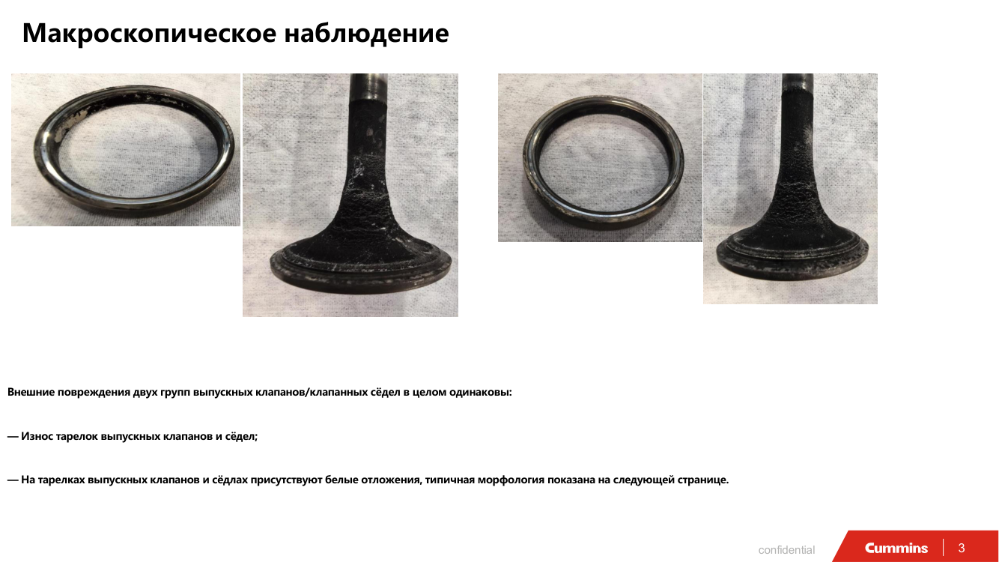 Макроскопическое наблюдение
Внешние повреждения двух групп выпускных клапанов/клапанных сёдел в целом одинаковы:
— Износ тарелок выпускных клапанов и сёдел;
— На тарелках выпускных клапанов и сёдлах присутствуют белые отложения, типичная морфология показана на следующей странице.
confidential
Cummins
3